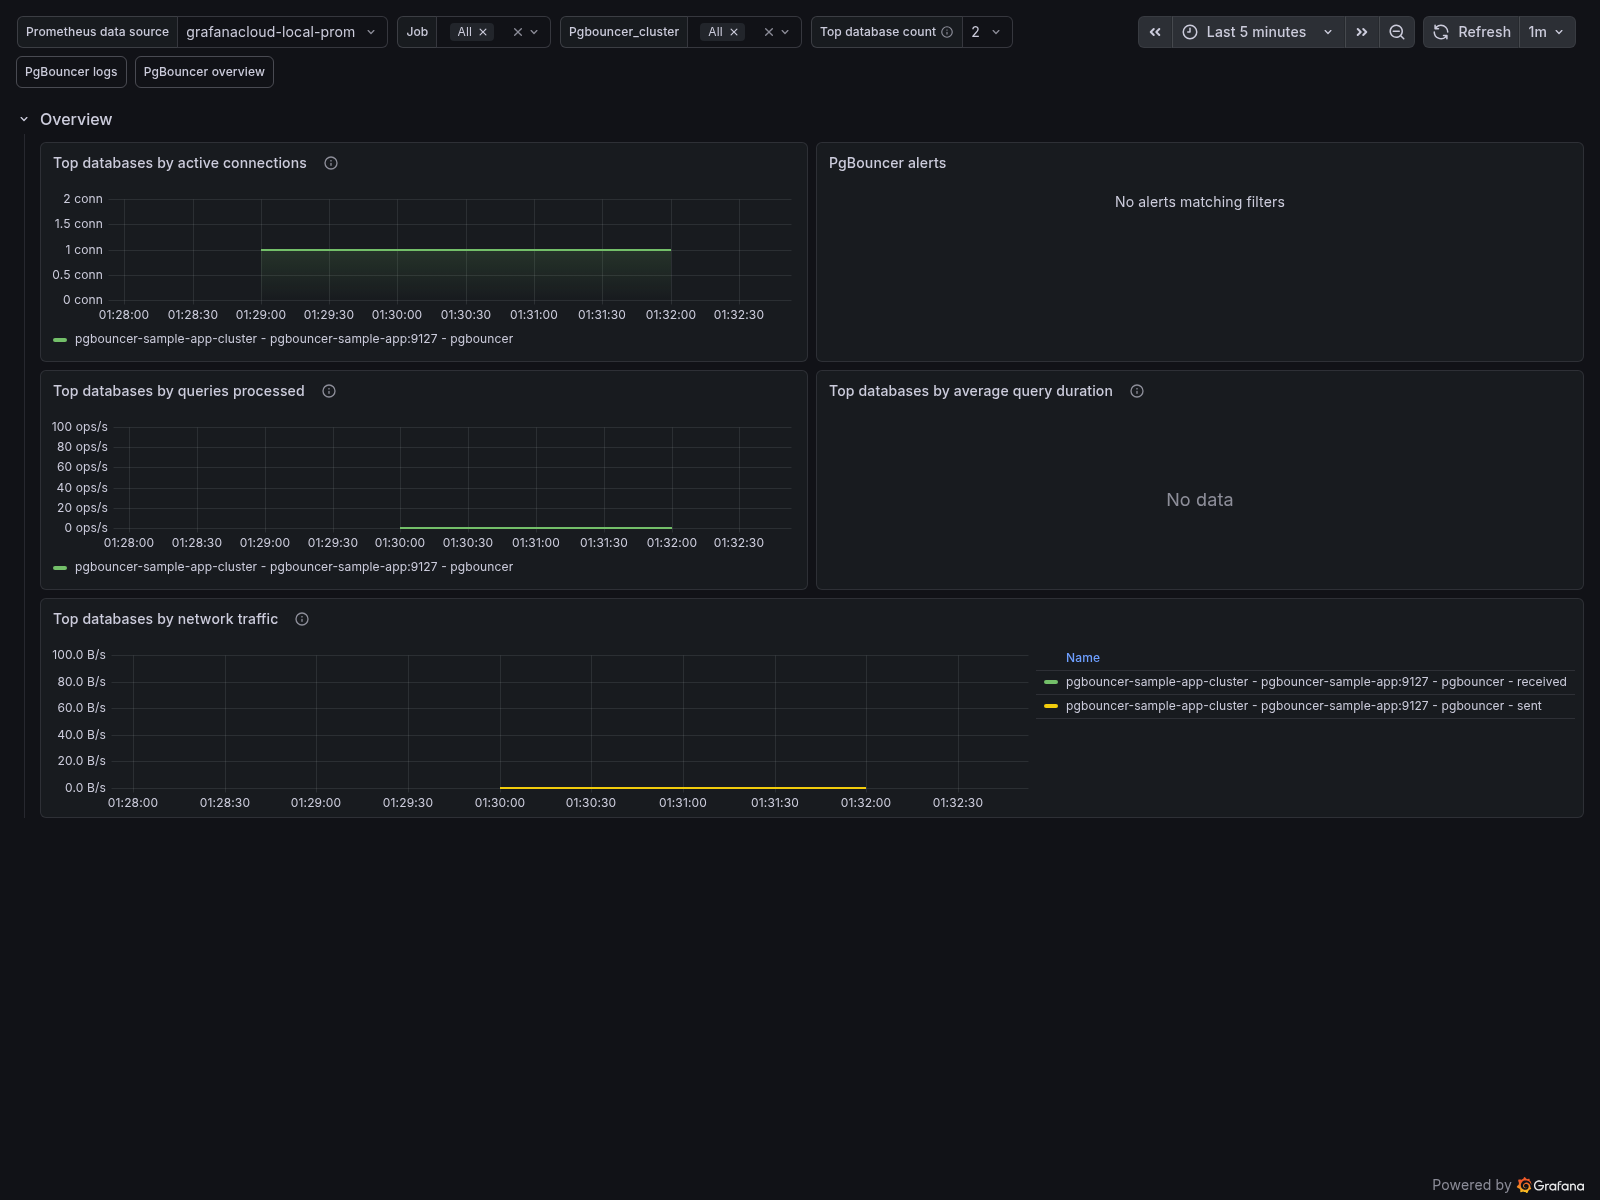 Prometheus data source grafanacloud-local-prom Job All Pgbouncer_cluster All Top database count 2 Last 5 minutes Refresh 1m
PgBouncer logs PgBouncer overview
Overview
Top databases by active connections
2 conn
1.5 conn
1 conn
0.5 conn
0 conn
01:28:00 01:28:30 01:29:00 01:29:30 01:30:00 01:30:30 01:31:00 01:31:30 01:32:00 01:32:30
pgbouncer-sample-app-cluster - pgbouncer-sample-app:9127 - pgbouncer
PgBouncer alerts
No alerts matching filters
Top databases by queries processed
100 ops/s
80 ops/s
60 ops/s
40 ops/s
20 ops/s
0 ops/s
01:28:00 01:28:30 01:29:00 01:29:30 01:30:00 01:30:30 01:31:00 01:31:30 01:32:00 01:32:30
pgbouncer-sample-app-cluster - pgbouncer-sample-app:9127 - pgbouncer
Top databases by average query duration
No data
Top databases by network traffic
100.0 B/s
80.0 B/s
60.0 B/s
40.0 B/s
20.0 B/s
0.0 B/s
01:28:00 01:28:30 01:29:00 01:29:30 01:30:00 01:30:30 01:31:00 01:31:30 01:32:00 01:32:30
Name
pgbouncer-sample-app-cluster - pgbouncer-sample-app:9127 - pgbouncer - received
pgbouncer-sample-app-cluster - pgbouncer-sample-app:9127 - pgbouncer - sent
Powered by Grafana